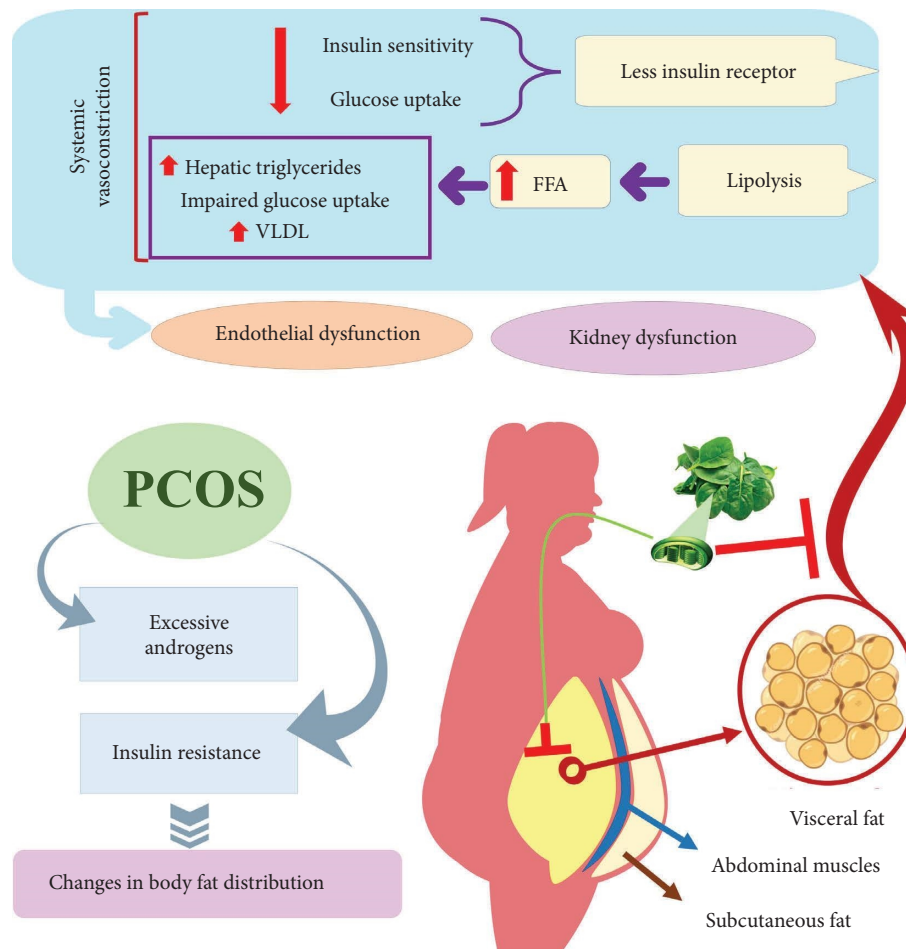 Systemic
vasoconstriction
Insulin sensitivity
Glucose uptake
Less insulin receptor
Hepatic triglycerides
Impaired glucose uptake
VLDL
FFA
Lipolysis
Endothelial dysfunction
Kidney dysfunction
PCOS
Excessive
androgens
Insulin resistance
Changes in body fat distribution
Visceral fat
Abdominal muscles
Subcutaneous fat